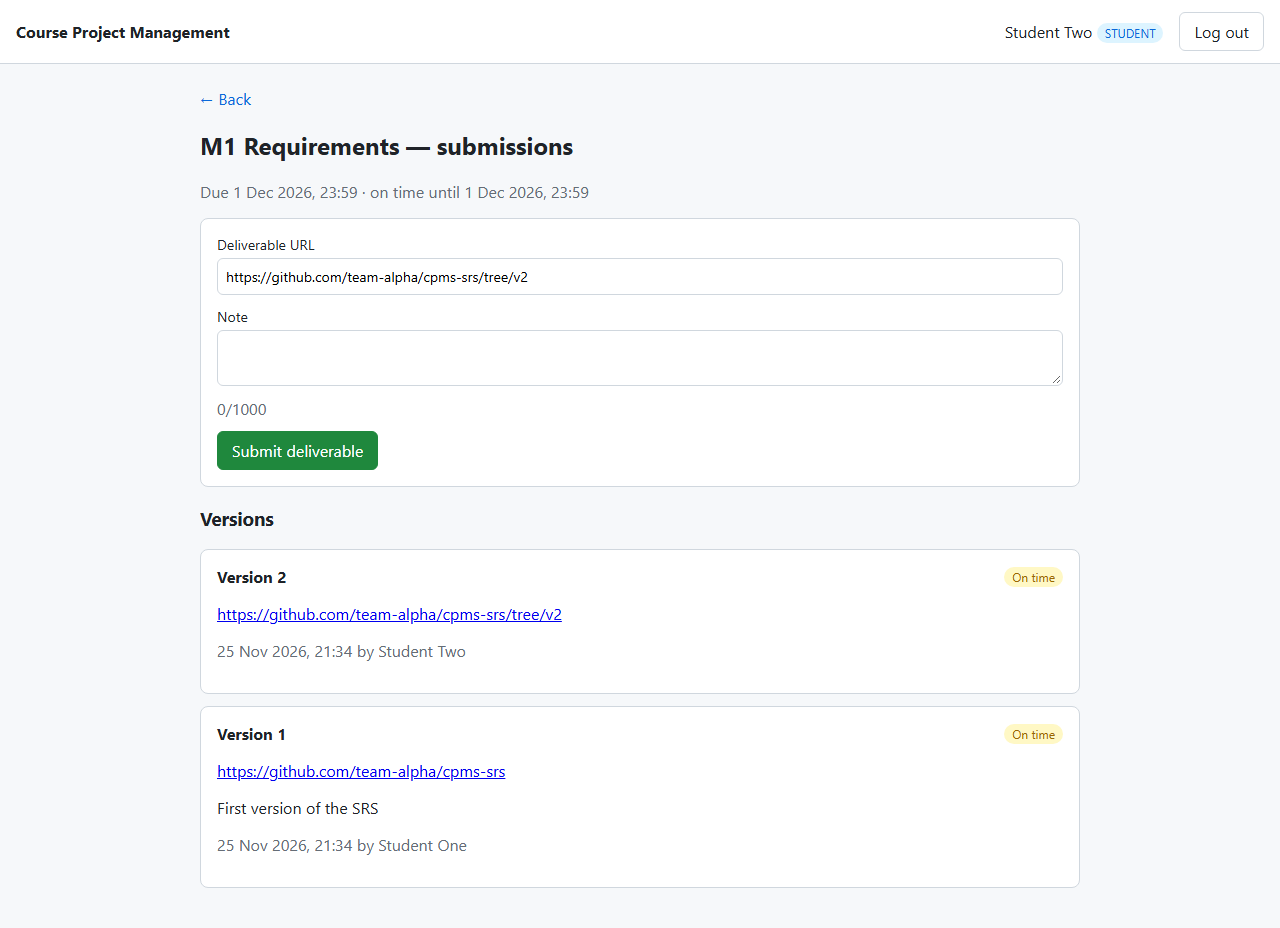 Course Project Management
Student Two STUDENT Log out
← Back
M1 Requirements — submissions
Due 1 Dec 2026, 23:59 · on time until 1 Dec 2026, 23:59
Deliverable URL
https://github.com/team-alpha/cpms-srs/tree/v2
Note
0/1000
Submit deliverable
Versions
Version 2 On time
https://github.com/team-alpha/cpms-srs/tree/v2
25 Nov 2026, 21:34 by Student Two
Version 1 On time
https://github.com/team-alpha/cpms-srs
First version of the SRS
25 Nov 2026, 21:34 by Student One